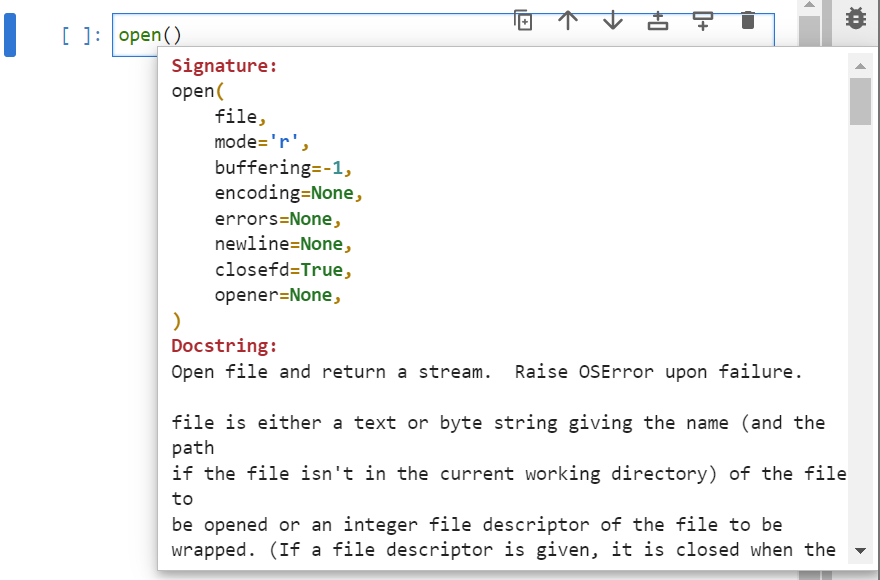 [ ]: open()
Signature:
open(
    file,
    mode='r',
    buffering=-1,
    encoding=None,
    errors=None,
    newline=None,
    closefd=True,
    opener=None,
)
Docstring:
Open file and return a stream.  Raise OSError upon failure.
file is either a text or byte string giving the name (and the
path
if the file isn't in the current working directory) of the file
to
be opened or an integer file descriptor of the file to be
wrapped. (If a file descriptor is given, it is closed when the